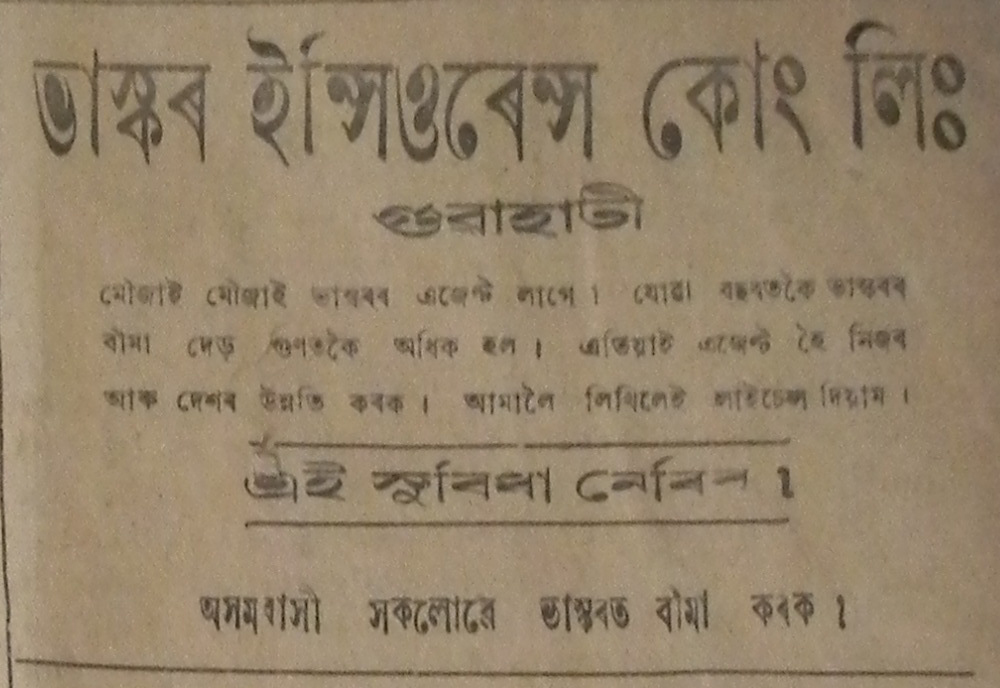 ভাস্কৰ ইন্সিওৰেন্স কোং লিঃ
গুৱাহাটী
মৌজাই মৌজাই ভাস্কৰৰ এজেণ্ট লাগে । যোৱা বছৰতকৈ ভাস্কৰৰ
বীমা দেড় গুণতকৈ অধিক হল । এতিয়াই এজেণ্ট হৈ নিজৰ
আৰু দেশৰ উন্নতি কৰক । আমালৈ লিখিলেই লাইচেন্স দিয়াম ।
এই সুবিধা নেৰিব ।
অসমবাসী সকলোৱে ভাস্কৰত বীমা কৰক ।